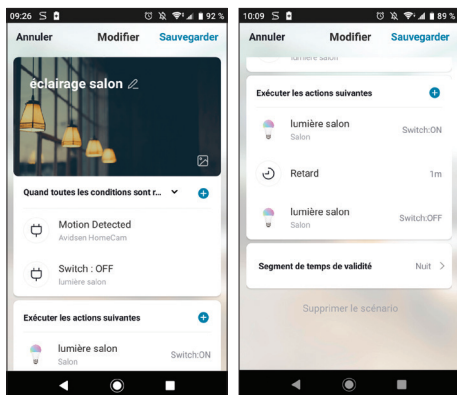 09:26 S 92 %
Annuler Modifier Sauvegarder
éclairage salon
Quand toutes les conditions sont r...
Motion Detected
Avidsen HomeCam
Switch : OFF
lumière salon
Exécuter les actions suivantes
lumière salon
Salon
Switch:ON
10:09 S 89 %
Annuler Modifier Sauvegarder
lumière salon
Exécuter les actions suivantes
lumière salon
Salon
Switch:ON
Retard 1m
lumière salon
Salon
Switch:OFF
Segment de temps de validité Nuit
Supprimer le scénario